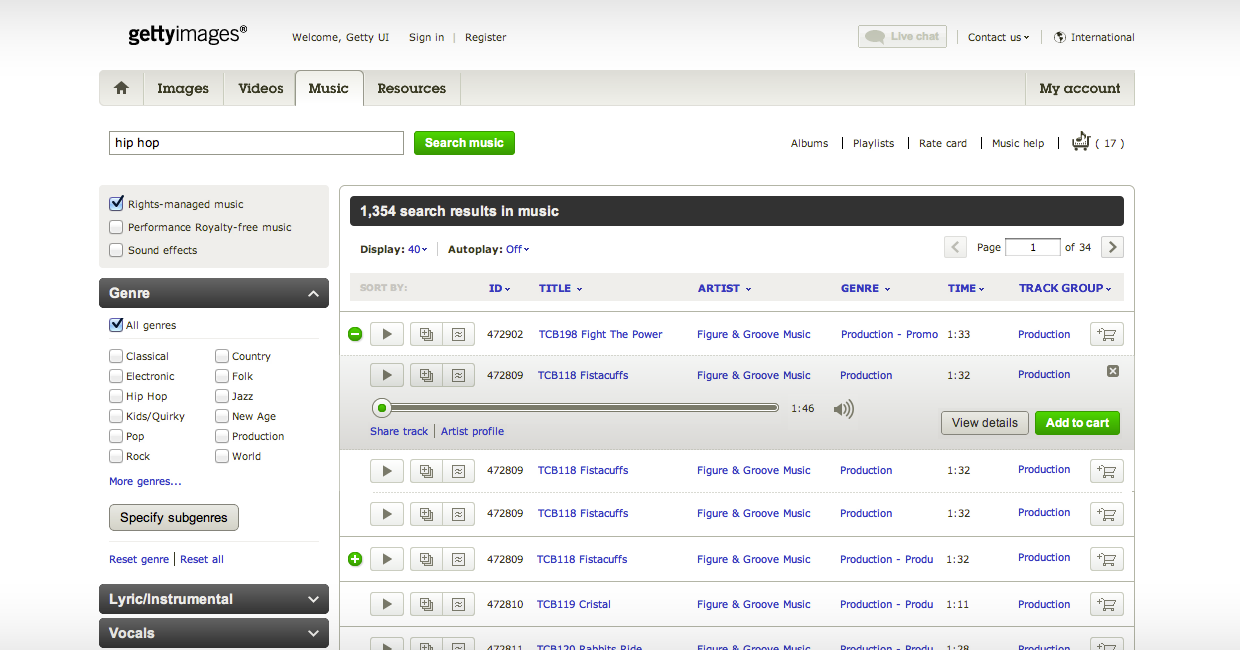 gettyimages®
Welcome, Getty UI Sign in | Register
Live chat Contact us International
Images Videos Music Resources My account
hip hop Search music
Albums Playlists Rate card Music help ( 17 )
Rights-managed music
Performance Royalty-free music
Sound effects
Genre
All genres
Classical Country
Electronic Folk
Hip Hop Jazz
Kids/Quirky New Age
Pop Production
Rock World
More genres...
Specify subgenres
Reset genre | Reset all
Lyric/Instrumental
Vocals
1,354 search results in music
Display: 40 Autoplay: Off Page 1 of 34
SORT BY: ID TITLE ARTIST GENRE TIME TRACK GROUP
472902 TCB198 Fight The Power Figure & Groove Music Production - Promo 1:33 Production
472809 TCB118 Fistacuffs Figure & Groove Music Production 1:32 Production
1:46
Share track | Artist profile View details Add to cart
472809 TCB118 Fistacuffs Figure & Groove Music Production 1:32 Production
472809 TCB118 Fistacuffs Figure & Groove Music Production 1:32 Production
472809 TCB118 Fistacuffs Figure & Groove Music Production - Produ 1:32 Production
472810 TCB119 Cristal Figure & Groove Music Production - Produ 1:11 Production
472811 TCB120 Rabbits Ride Figure & Groove Music Production - Produ 1:28 Production